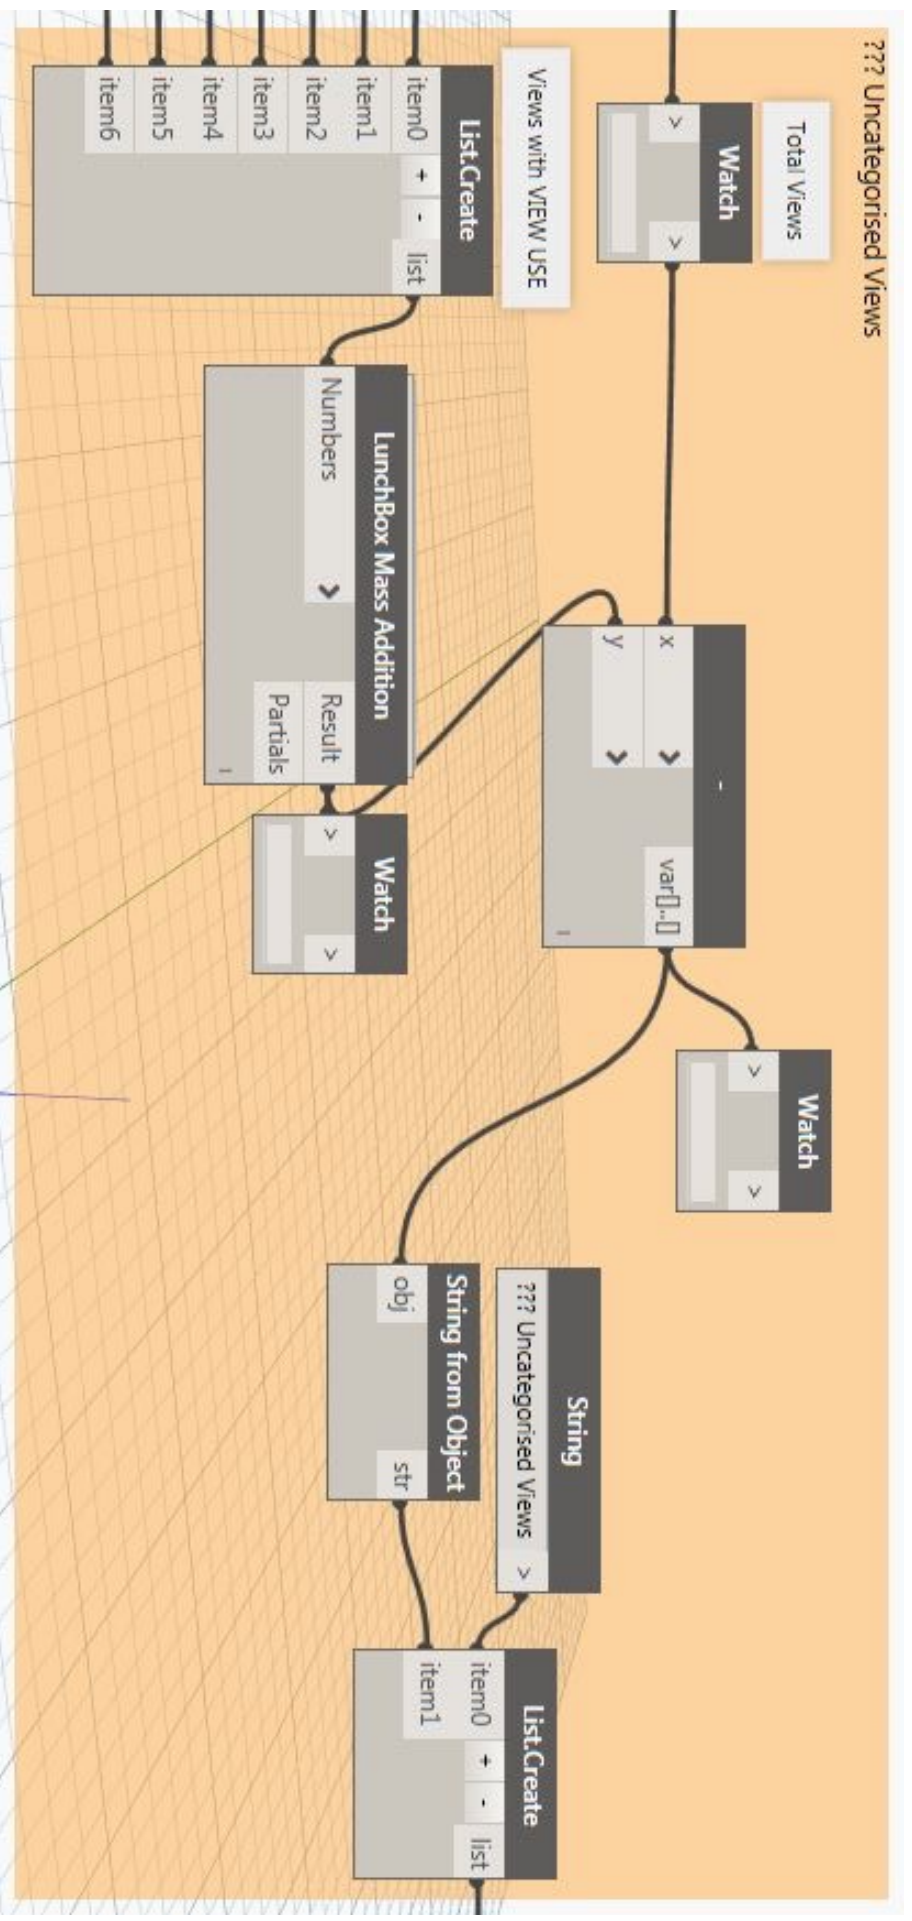 ??? Uncategorised Views
Total Views
Watch
>
>
Views with VIEW USE
List.Create
item0
+
-
list
item1
item2
item3
item4
item5
item6
LunchBox Mass Addition
Numbers
Result
Partials
Watch
>
>
-
x
y
var[]..[]
Watch
>
>
String
??? Uncategorised Views
>
String from Object
obj
str
List.Create
item0
+
-
list
item1